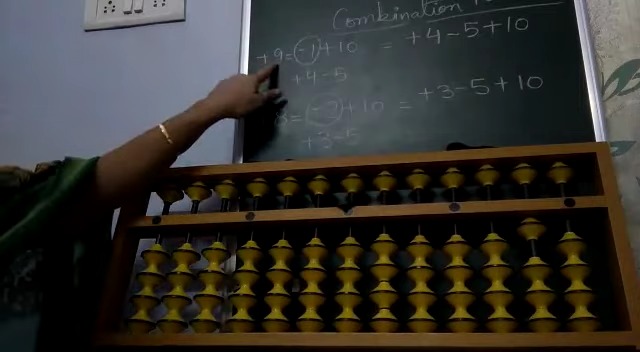 Combination
+9=-1+10 = +4-5+10
+4-5
8=-2+10 = +3-5+10
+3-5